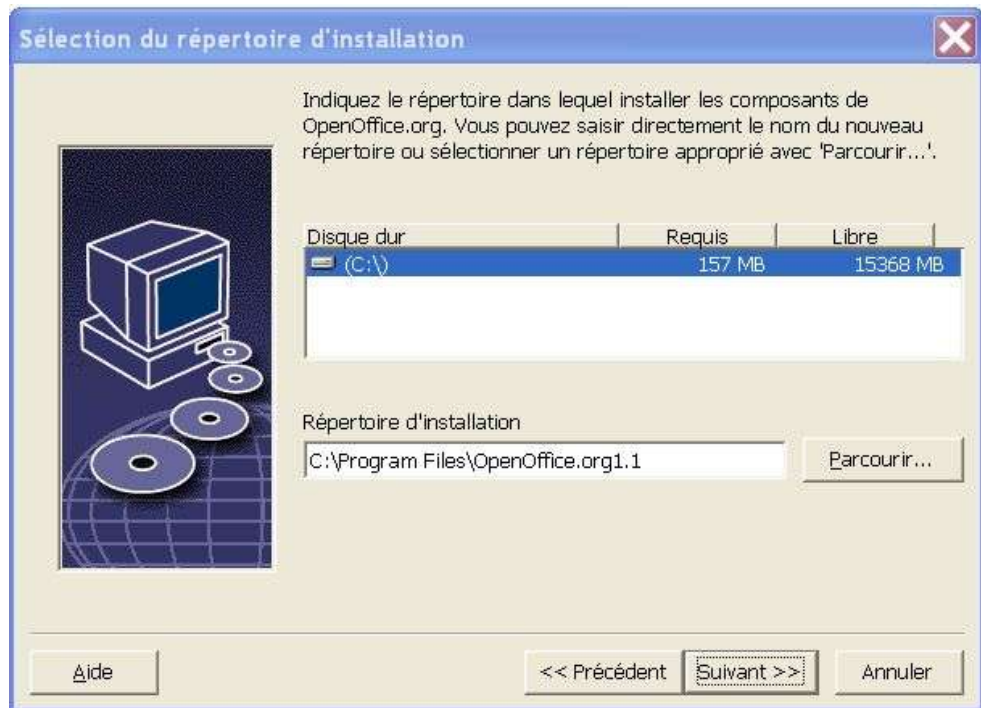 Sélection du répertoire d'installation
Indiquez le répertoire dans lequel installer les composants de
OpenOffice.org. Vous pouvez saisir directement le nom du nouveau
répertoire ou sélectionner un répertoire approprié avec 'Parcourir...'.
Disque dur Requis Libre
(C:\) 157 MB 15368 MB
Répertoire d'installation
C:\Program Files\OpenOffice.org1.1 Parcourir...
Aide << Précédent Suivant >> Annuler